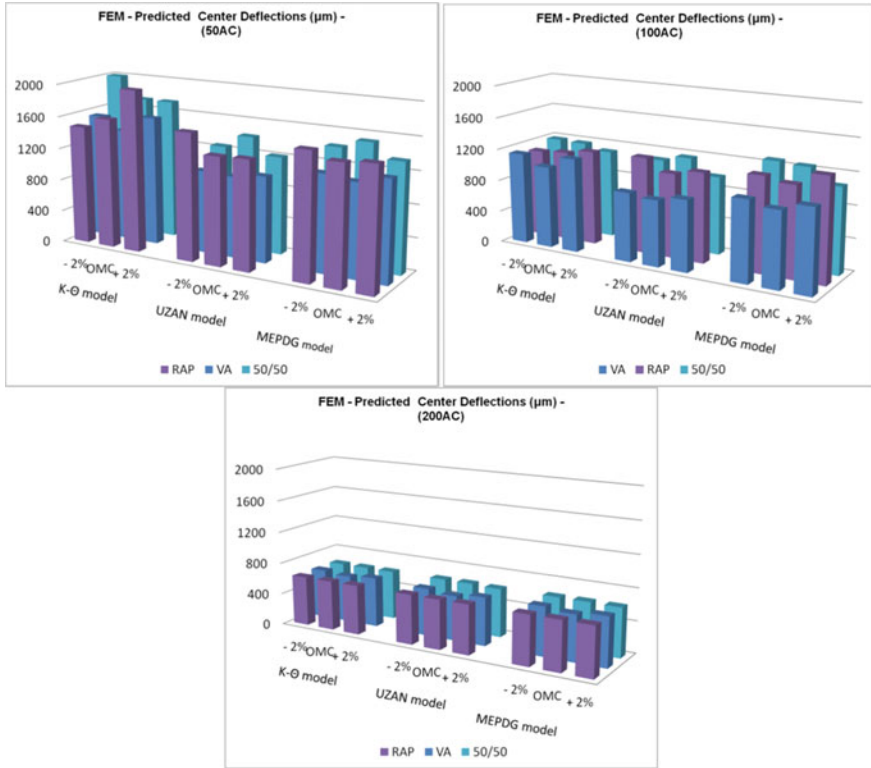 FEM - Predicted Center Deflections (µm) -
(50AC)
2000
1600
1200
800
400
0
- 2%
OMC
+ 2%
- 2%
OMC
+ 2%
- 2%
OMC
+ 2%
K-Θ model
UZAN model
MEPDG model
RAP VA 50/50
FEM - Predicted Center Deflections (µm) -
(100AC)
2000
1600
1200
800
400
0
- 2%
OMC
+ 2%
- 2%
OMC
+ 2%
- 2%
OMC
+ 2%
K-Θ model
UZAN model
MEPDG model
VA RAP 50/50
FEM - Predicted Center Deflections (µm) -
(200AC)
2000
1600
1200
800
400
0
- 2%
OMC
+ 2%
- 2%
OMC
+ 2%
- 2%
OMC
+ 2%
K-Θ model
UZAN model
MEPDG model
RAP VA 50/50